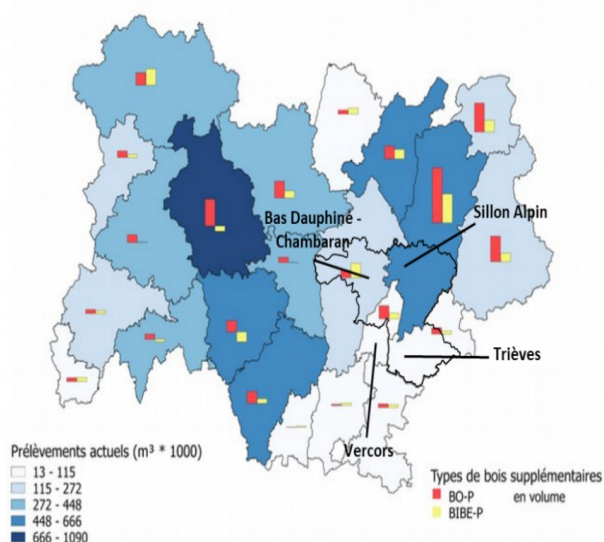 Bas Dauphiné -
Chambaran
Sillon Alpin
Trièves
Vercors
Prélèvements actuels (m³ * 1000)
13 - 115
115 - 272
272 - 448
448 - 666
666 - 1090
Types de bois supplémentaires
en volume
BO-P
BIBE-P